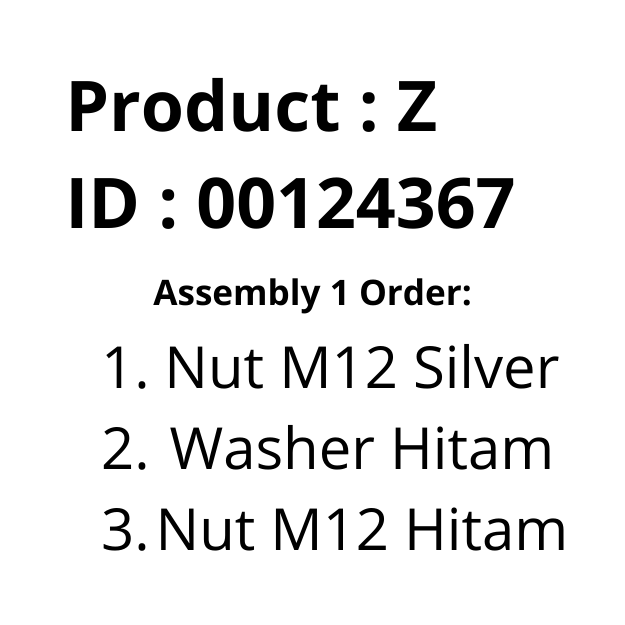 Product : Z
ID : 00124367
Assembly 1 Order:
1. Nut M12 Silver
2. Washer Hitam
3. Nut M12 Hitam